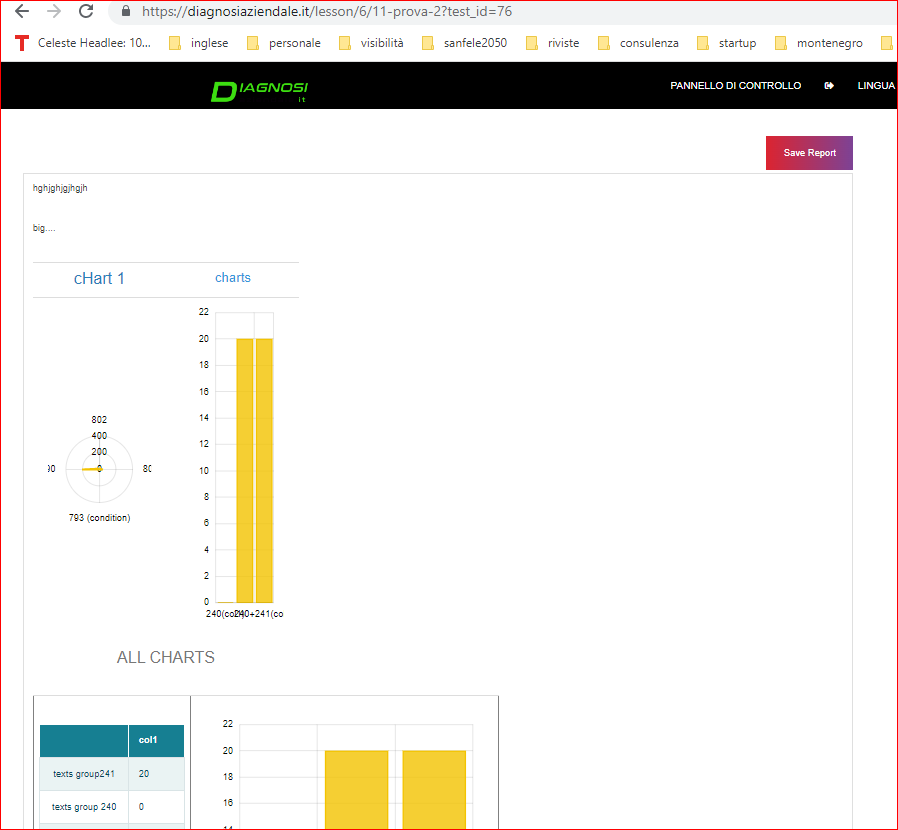 https://diagnosiaziendale.it/lesson/6/11-prova-2?test_id=76
Celeste Headlee: 10... inglese personale visibilità sanfele2050 riviste consulenza startup montenegro
DIAGNOSI
it
PANNELLO DI CONTROLLO LINGUA
Save Report
hghjghjgjhgjh
big....
cHart 1 charts
22
20
18
16
14
12
10
8
6
4
2
0
802
400
200
0
793 (condition)
240+241(co
ALL CHARTS
col1
texts group241 20
texts group 240 0
22
20
18
16
14